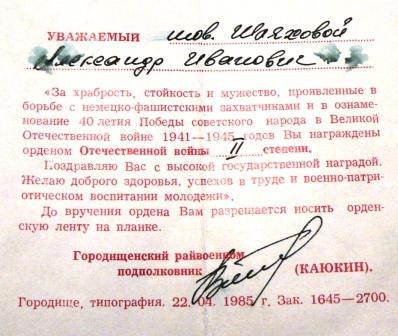 УВАЖАЕМЫЙ тов. Шляховой
Александр Иванович
«За храбрость, стойкость и мужество, проявленные в
борьбе с немецко-фашистскими захватчиками и в ознаме-
нование 40 летия Победы советского народа в Великой
Отечественной войне 1941—1945 годов Вы награждены
орденом Отечественной войны II степени.
Поздравляю Вас с высокой государственной наградой.
Желаю доброго здоровья, успехов в труде и военно-патри-
отическом воспитании молодежи».
До вручения ордена Вам разрешается носить орден-
скую ленту на планке.
Городищенский райвоенком
подполковник (КАЮКИН).
Городище, типография. 22. 04. 1985 г. Зак. 1645—2700.